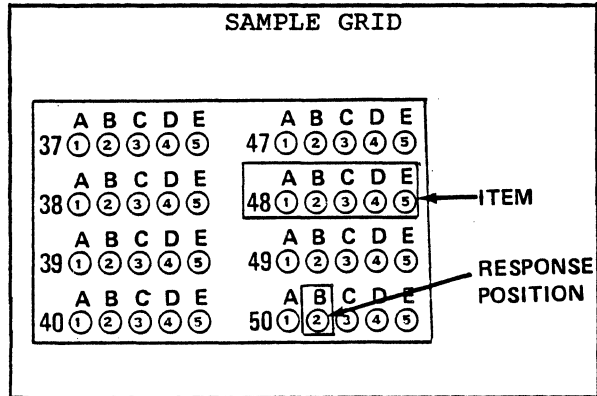 SAMPLE GRID
A B C D E A B C D E
37 1 2 3 4 5 47 1 2 3 4 5
A B C D E A B C D E
38 1 2 3 4 5 48 1 2 3 4 5 ITEM
A B C D E A B C D E
39 1 2 3 4 5 49 1 2 3 4 5 RESPONSE
A B C D E A B C D E POSITION
40 1 2 3 4 5 50 1 2 3 4 5